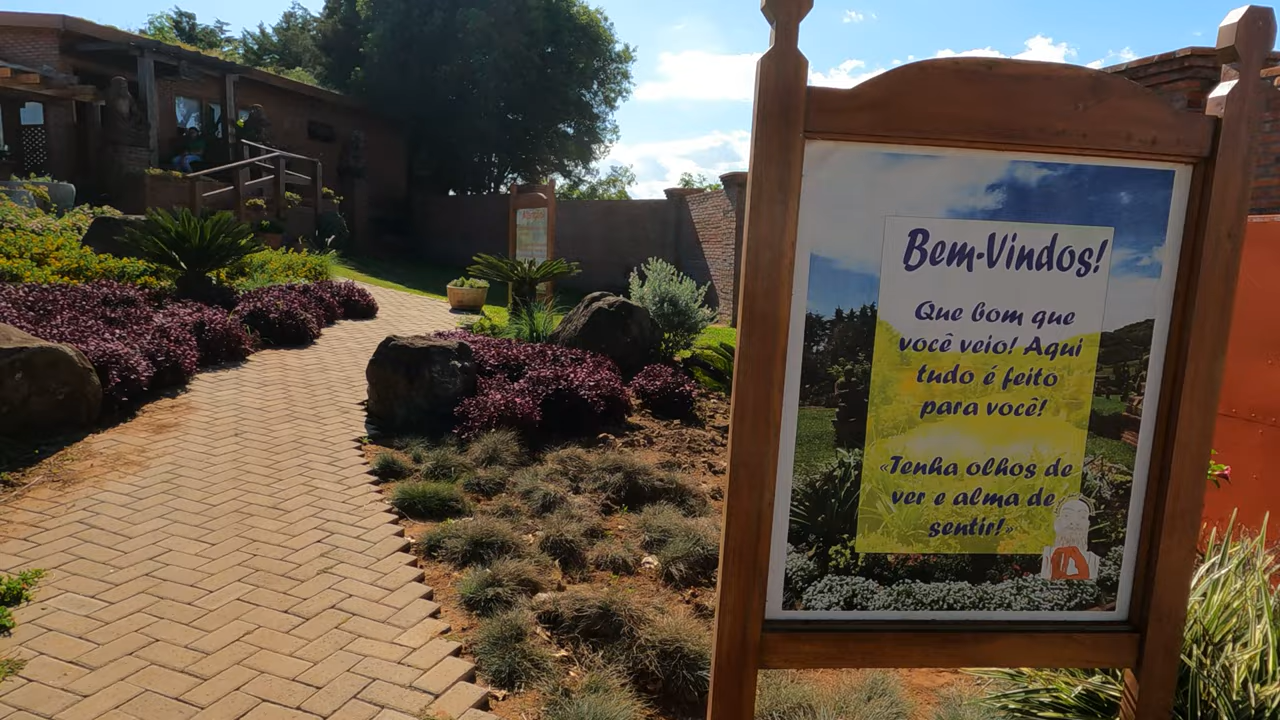 Bem-Vindos!
Que bom que
você veio! Aqui
tudo é feito
para você!
«Tenha olhos de
ver e alma de
sentir!»